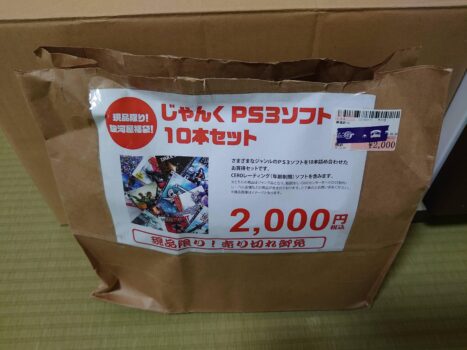 現品限り!
駿河屋福袋!
じゃんくPS3ソフト
10本セット
¥2,000
さまざまなジャンルのPS3ソフトを10本詰め合わせた
お買得セットです。
CEROレーティング(年齢制限)ソフトを含みます。
2,000円
税込
現品限り!売り切れ御免